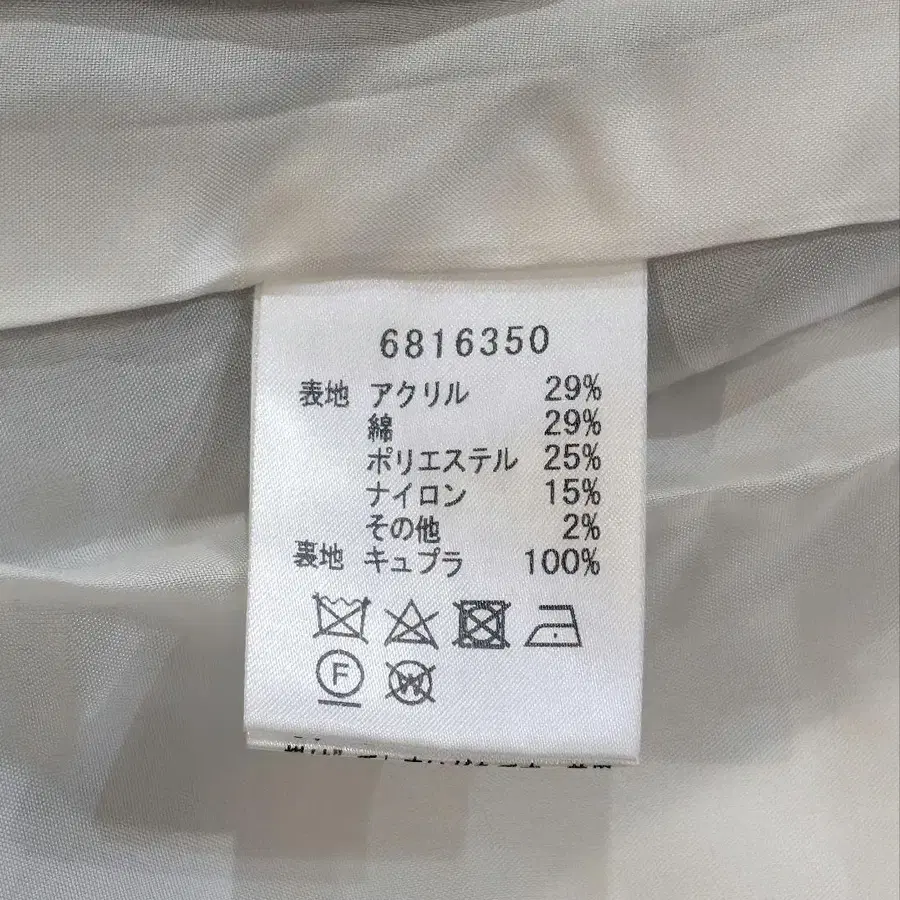 6816350
表地 アクリル 29%
綿 29%
ポリエステル 25%
ナイロン 15%
その他 2%
裏地 キュプラ 100%
F W